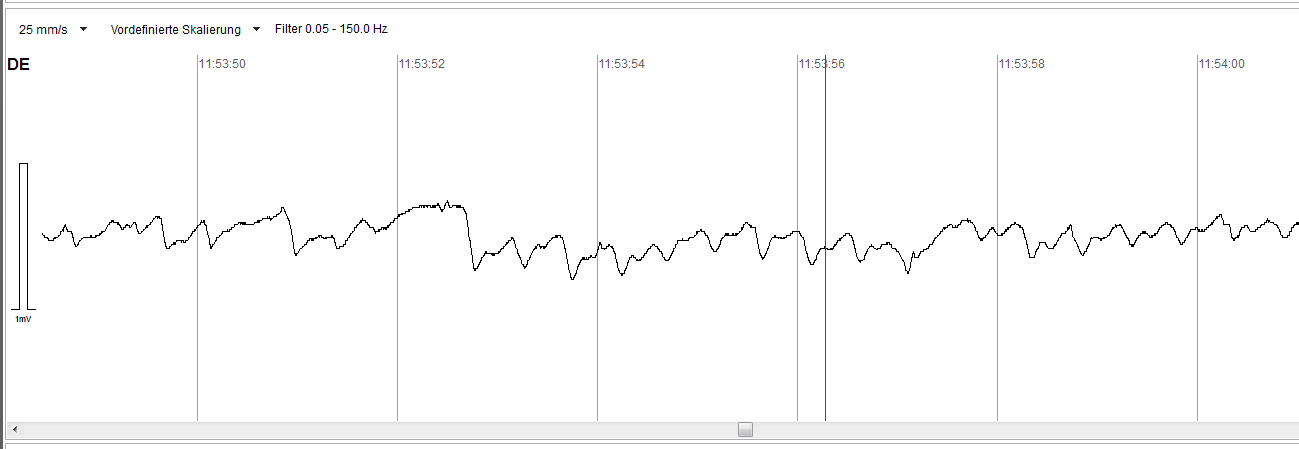 25 mm/s Vordefinierte Skalierung Filter 0.05 - 150.0 Hz
DE 11:53:50 11:53:52 11:53:54 11:53:56 11:53:58 11:54:00
1mV